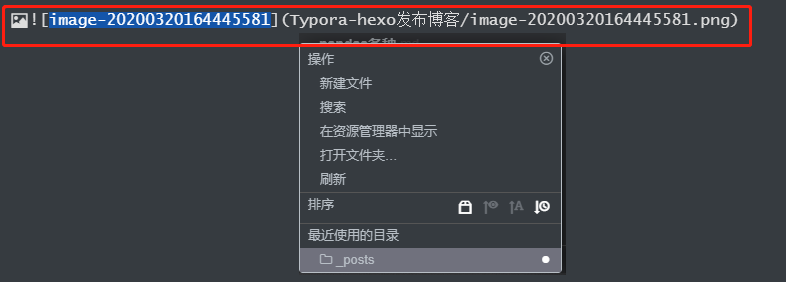 ![image-20200320164445581](Typora-hexo发布博客/image-20200320164445581.png)
操作
新建文件
搜索
在资源管理器中显示
打开文件夹...
刷新
排序
最近使用的目录
_posts